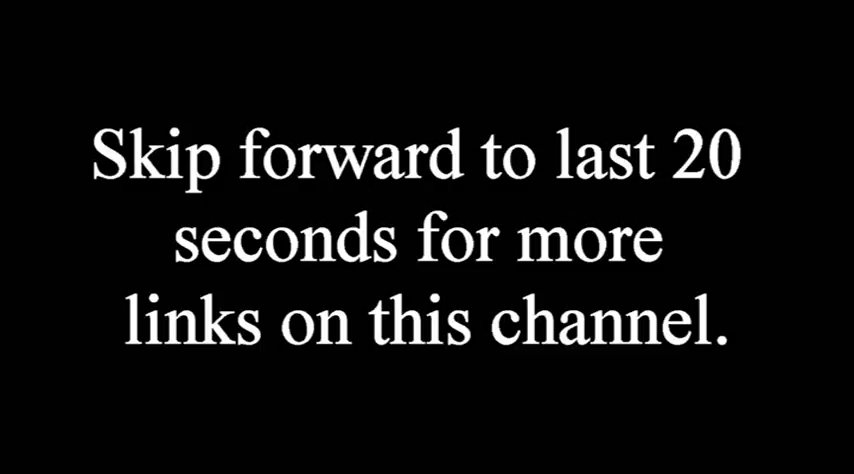 Skip forward to last 20
seconds for more
links on this channel.